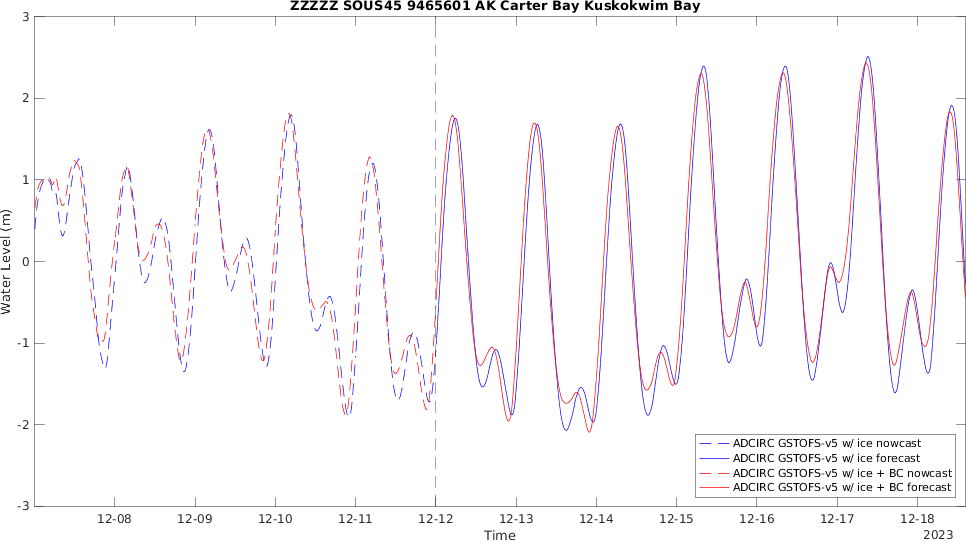 ZZZZZ SOUS45 9465601 AK Carter Bay Kuskokwim Bay
3
2
1
0
-1
-2
-3
Water Level (m)
ADCIRC GSTOFS-v5 w/ ice nowcast
ADCIRC GSTOFS-v5 w/ ice forecast
ADCIRC GSTOFS-v5 w/ ice + BC nowcast
ADCIRC GSTOFS-v5 w/ ice + BC forecast
12-08 12-09 12-10 12-11 12-12 12-13 12-14 12-15 12-16 12-17 12-18
Time
2023